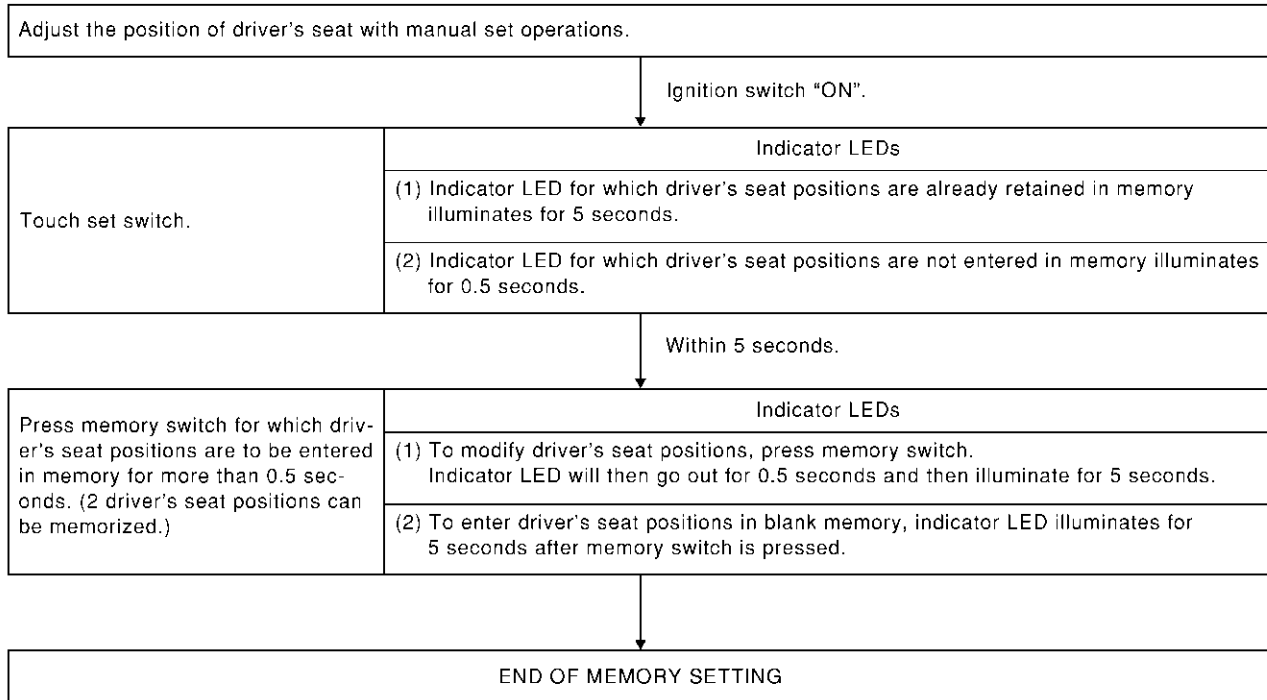 Adjust the position of driver's seat with manual set operations.
Ignition switch “ON”.
Touch set switch.
Indicator LEDs
(1) Indicator LED for which driver's seat positions are already retained in memory
illuminates for 5 seconds.
(2) Indicator LED for which driver's seat positions are not entered in memory illuminates
for 0.5 seconds.
Within 5 seconds.
Press memory switch for which driv-
er's seat positions are to be entered
in memory for more than 0.5 sec-
onds. (2 driver's seat positions can
be memorized.)
Indicator LEDs
(1) To modify driver's seat positions, press memory switch.
Indicator LED will then go out for 0.5 seconds and then illuminate for 5 seconds.
(2) To enter driver's seat positions in blank memory, indicator LED illuminates for
5 seconds after memory switch is pressed.
END OF MEMORY SETTING